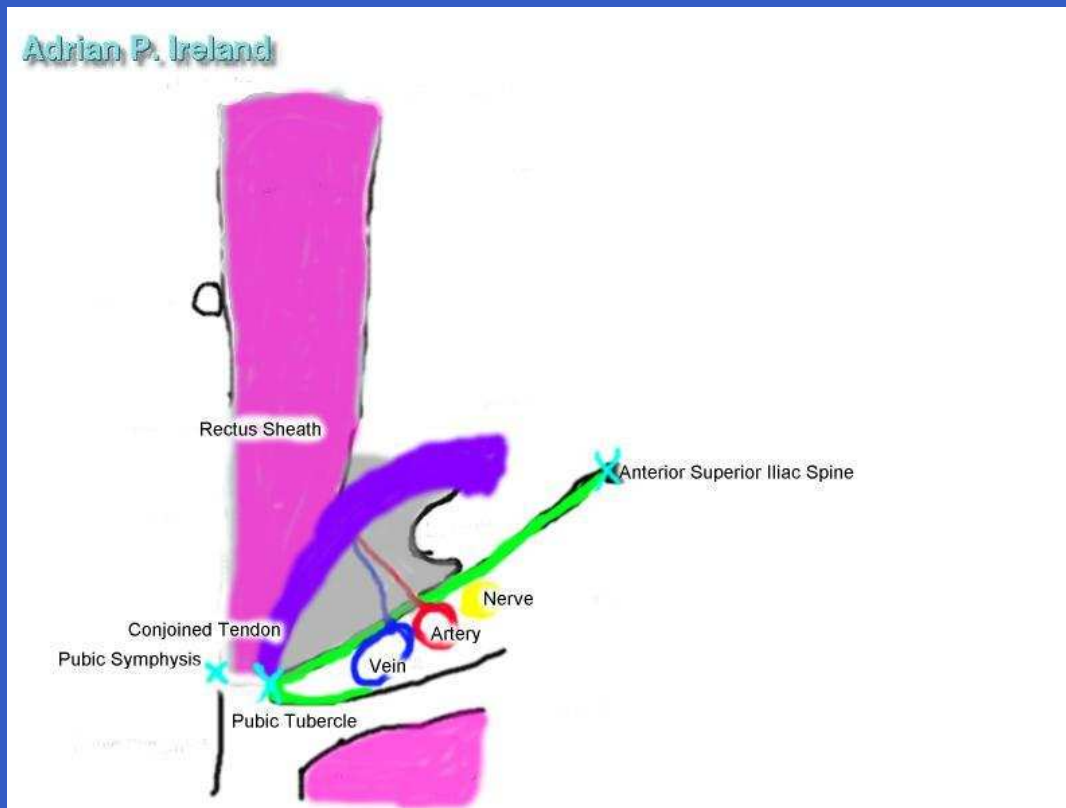 Adrian P. Ireland
Rectus Sheath
Anterior Superior Iliac Spine
Nerve
Conjoined Tendon
Artery
Pubic Symphysis
Vein
Pubic Tubercle